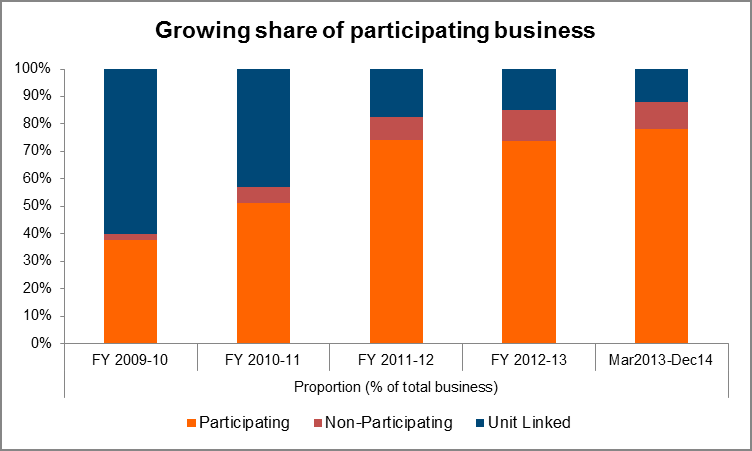 Growing share of participating business
100%
90%
80%
70%
60%
50%
40%
30%
20%
10%
0%
FY 2009-10 FY 2010-11 FY 2011-12 FY 2012-13 Mar2013-Dec14
Proportion (% of total business)
Participating Non-Participating Unit Linked